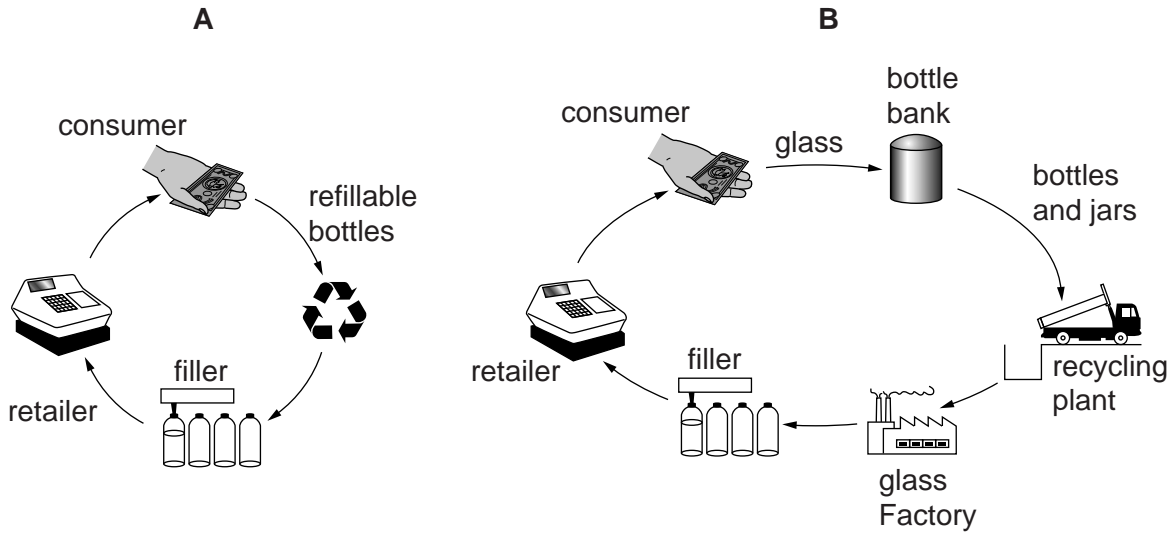 A
consumer
refillable
bottles
filler
retailer
B
consumer
glass
bottle
bank
bottles
and jars
recycling
plant
glass
Factory
filler
retailer